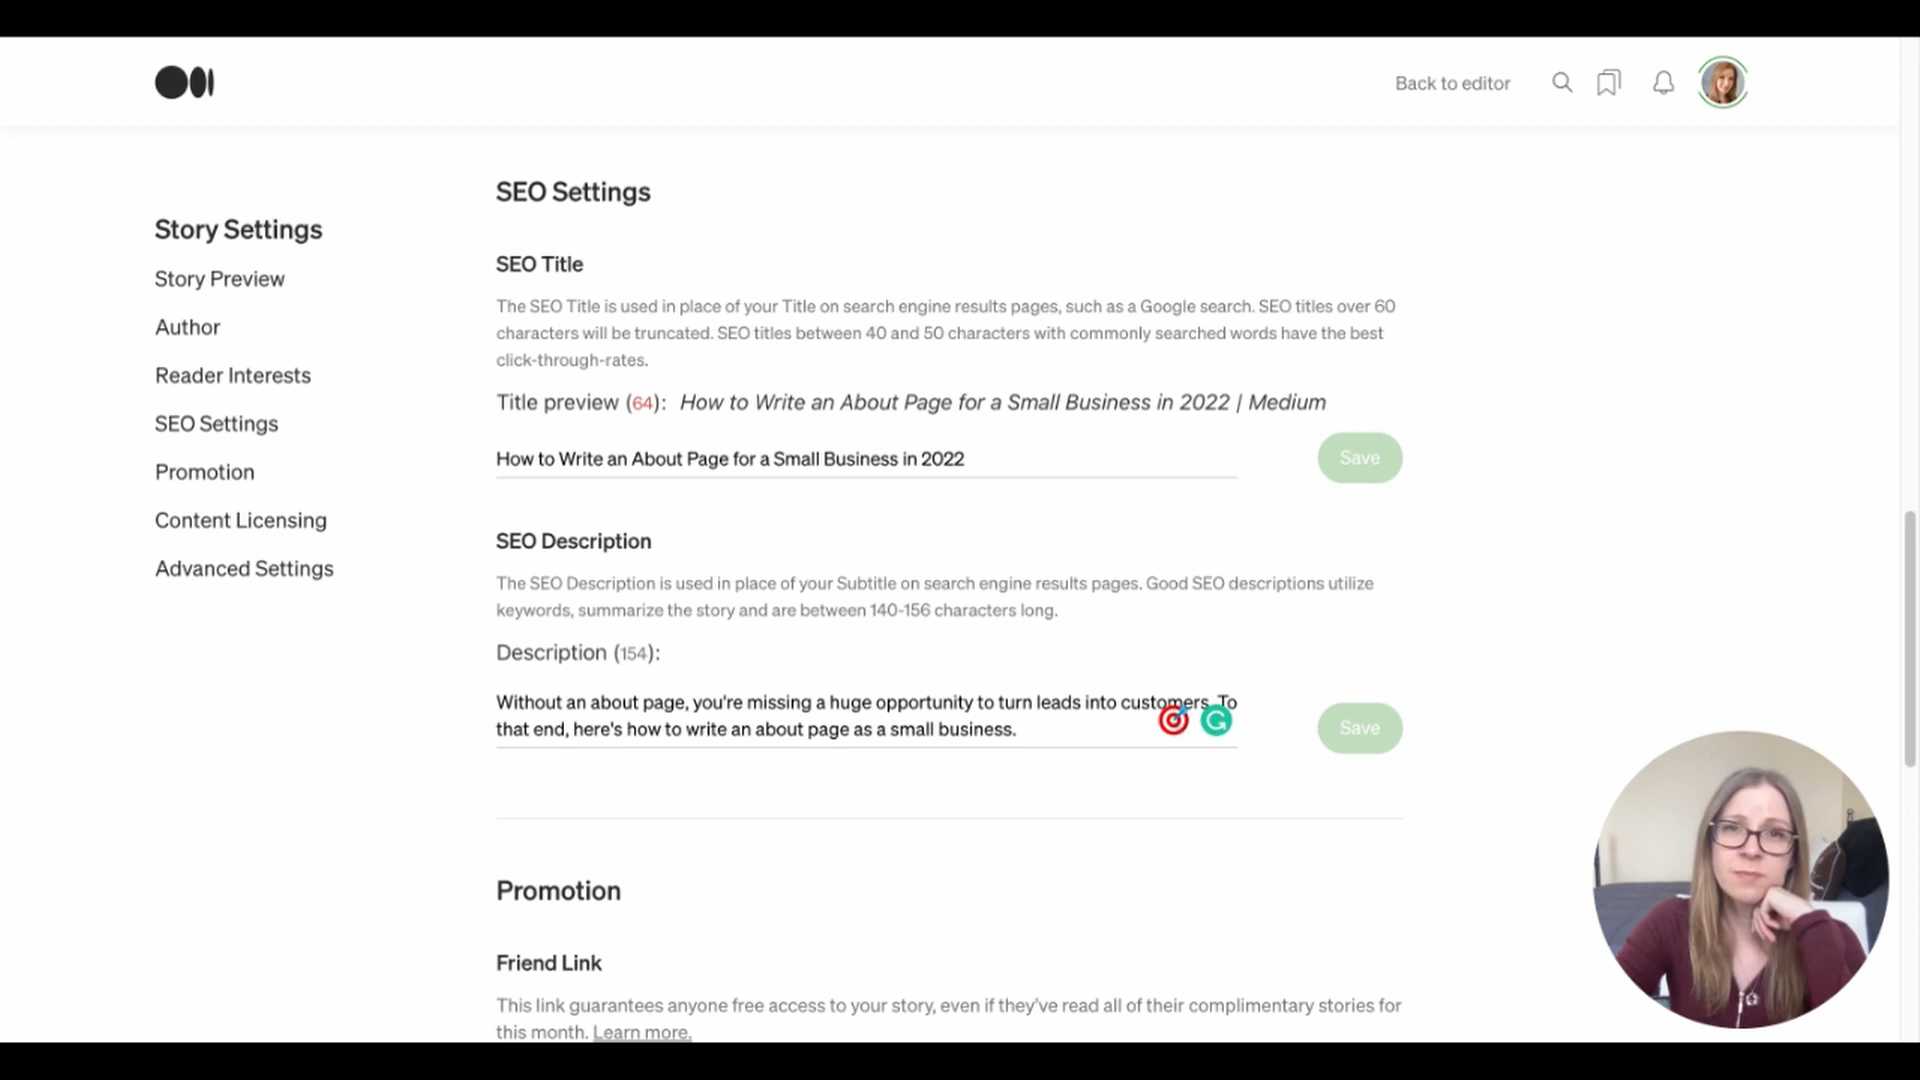 Back to editor
Story Settings
Story Preview
Author
Reader Interests
SEO Settings
Promotion
Content Licensing
Advanced Settings
SEO Settings
SEO Title
The SEO Title is used in place of your Title on search engine results pages, such as a Google search. SEO titles over 60
characters will be truncated. SEO titles between 40 and 50 characters with commonly searched words have the best
click-through-rates.
Title preview (64): How to Write an About Page for a Small Business in 2022 | Medium
How to Write an About Page for a Small Business in 2022
Save
SEO Description
The SEO Description is used in place of your Subtitle on search engine results pages. Good SEO descriptions utilize
keywords, summarize the story and are between 140-156 characters long.
Description (154):
Without an about page, you're missing a huge opportunity to turn leads into customers. To
that end, here's how to write an about page as a small business.
Save
Promotion
Friend Link
This link guarantees anyone free access to your story, even if they've read all of their complimentary stories for
this month. Learn more.